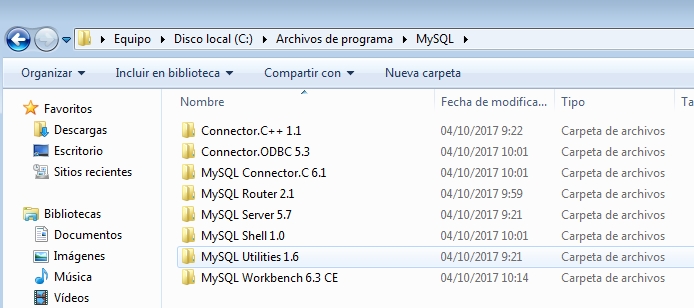 Equipo ▸ Disco local (C:) ▸ Archivos de programa ▸ MySQL ▸
Organizar Incluir en biblioteca Compartir con Nueva carpeta
Favoritos
Descargas
Escritorio
Sitios recientes
Bibliotecas
Documentos
Imágenes
Música
Vídeos
Nombre Fecha de modifica... Tipo
Connector.C++ 1.1 04/10/2017 9:22 Carpeta de archivos
Connector.ODBC 5.3 04/10/2017 10:01 Carpeta de archivos
MySQL Connector.C 6.1 04/10/2017 10:01 Carpeta de archivos
MySQL Router 2.1 04/10/2017 9:59 Carpeta de archivos
MySQL Server 5.7 04/10/2017 9:21 Carpeta de archivos
MySQL Shell 1.0 04/10/2017 10:01 Carpeta de archivos
MySQL Utilities 1.6 04/10/2017 9:21 Carpeta de archivos
MySQL Workbench 6.3 CE 04/10/2017 10:14 Carpeta de archivos